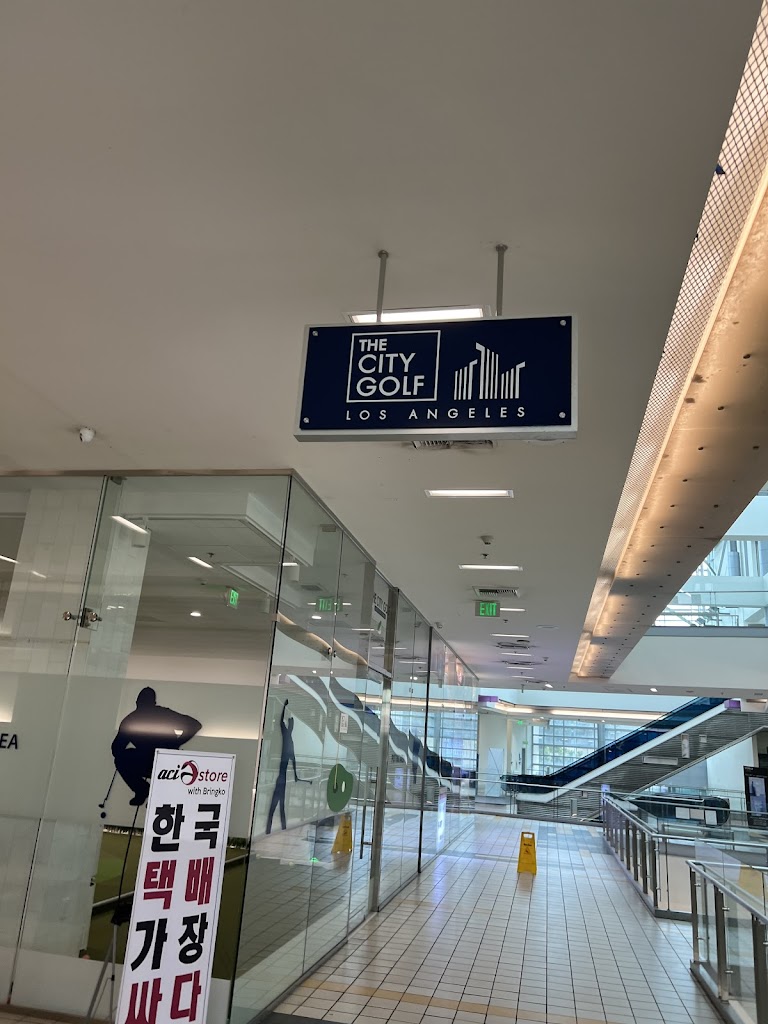 THE
CITY
GOLF
LOS ANGELES
EXIT
EA
aci store
with Bringko
한국
택배
가장
싸다